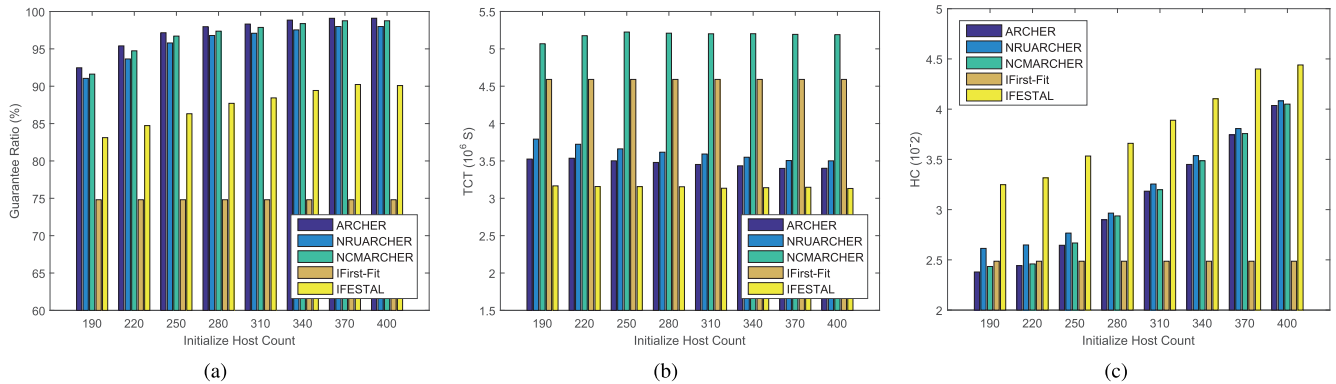 100
95
90
85
80
75
70
65
60
Guarantee Ratio (%)
ARCHER
NRUARCHER
NCMARCHER
IFirst-Fit
IFESTAL
190 220 250 280 310 340 370 400
Initialize Host Count
(a)
5.5
5
4.5
4
3.5
3
2.5
2
1.5
TCT (10^6 S)
ARCHER
NRUARCHER
NCMARCHER
IFirst-Fit
IFESTAL
190 220 250 280 310 340 370 400
Initialize Host Count
(b)
5
4.5
4
3.5
3
2.5
2
HC (10^-2)
ARCHER
NRUARCHER
NCMARCHER
IFirst-Fit
IFESTAL
190 220 250 280 310 340 370 400
Initialize Host Count
(c)